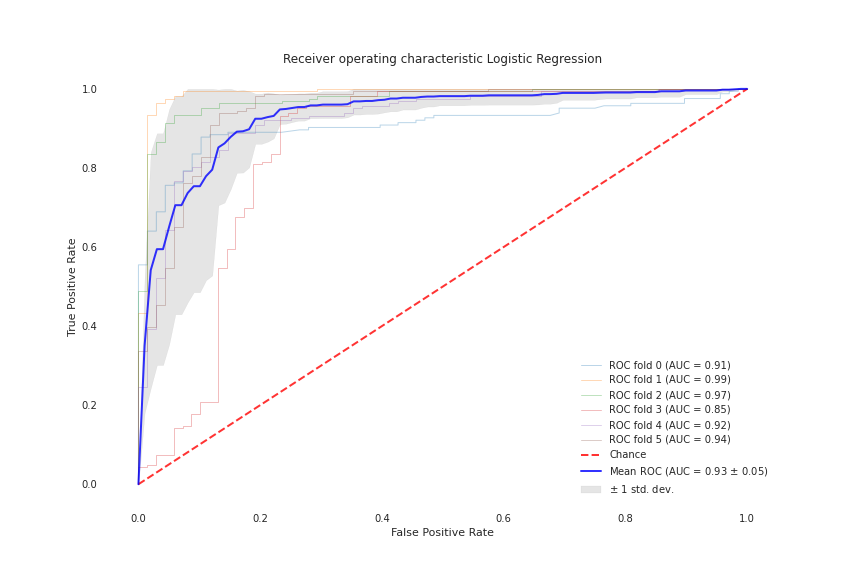 Receiver operating characteristic Logistic Regression
True Positive Rate
1.0
0.8
0.6
0.4
0.2
0.0
ROC fold 0 (AUC = 0.91)
ROC fold 1 (AUC = 0.99)
ROC fold 2 (AUC = 0.97)
ROC fold 3 (AUC = 0.85)
ROC fold 4 (AUC = 0.92)
ROC fold 5 (AUC = 0.94)
Chance
Mean ROC (AUC = 0.93 ± 0.05)
± 1 std. dev.
0.0 0.2 0.4 0.6 0.8 1.0
False Positive Rate